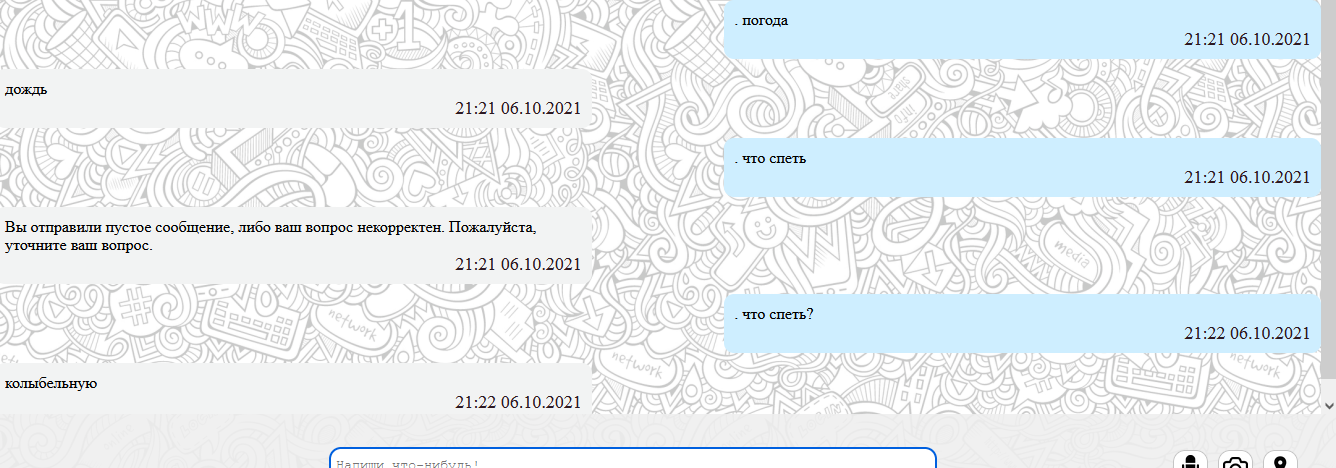 . погода
21:21 06.10.2021
дождь
21:21 06.10.2021
. что спеть
21:21 06.10.2021
Вы отправили пустое сообщение, либо ваш вопрос некорректен. Пожалуйста,
уточните ваш вопрос.
21:21 06.10.2021
. что спеть?
21:22 06.10.2021
колыбельную
21:22 06.10.2021
Напиши что-нибудь!